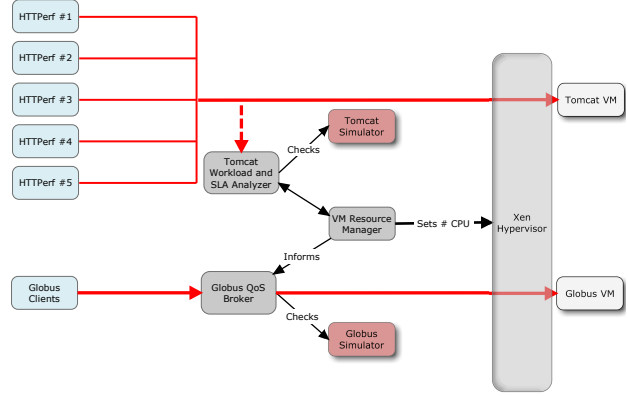 HTTPerf #1
HTTPerf #2
HTTPerf #3
HTTPerf #4
HTTPerf #5
Tomcat VM
Tomcat
Simulator
Checks
Tomcat
Workload and
SLA Analyzer
VM Resource
Manager
Sets # CPU
Xen
Hypervisor
Informs
Globus
Clients
Globus QoS
Broker
Globus VM
Checks
Globus
Simulator